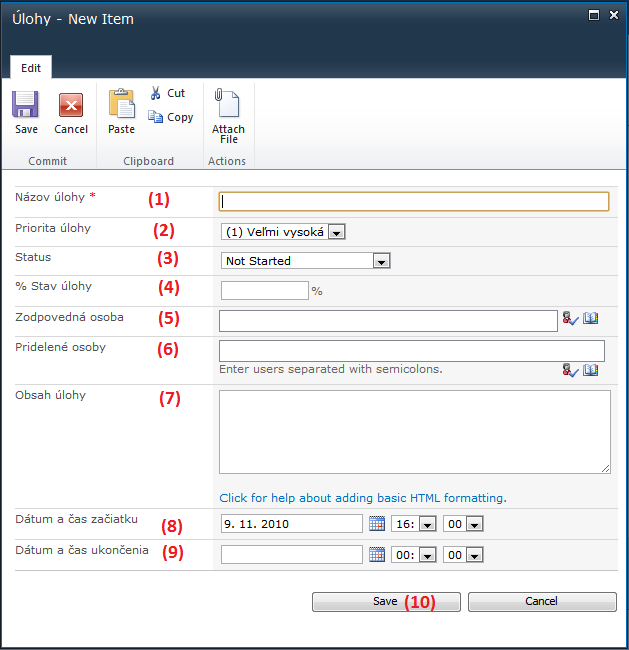 Úlohy - New Item
Edit
Save
Cancel
Paste
Cut
Copy
Attach
File
Commit
Clipboard
Actions
Názov úlohy * (1)
Priorita úlohy (2) (1) Veľmi vysoká
Status (3) Not Started
% Stav úlohy (4) %
Zodpovedná osoba (5)
Pridelené osoby (6)
Enter users separated with semicolons.
Obsah úlohy (7)
Click for help about adding basic HTML formatting.
Dátum a čas začiatku (8) 9. 11. 2010 16: 00
Dátum a čas ukončenia (9) 00: 00
Save (10) Cancel